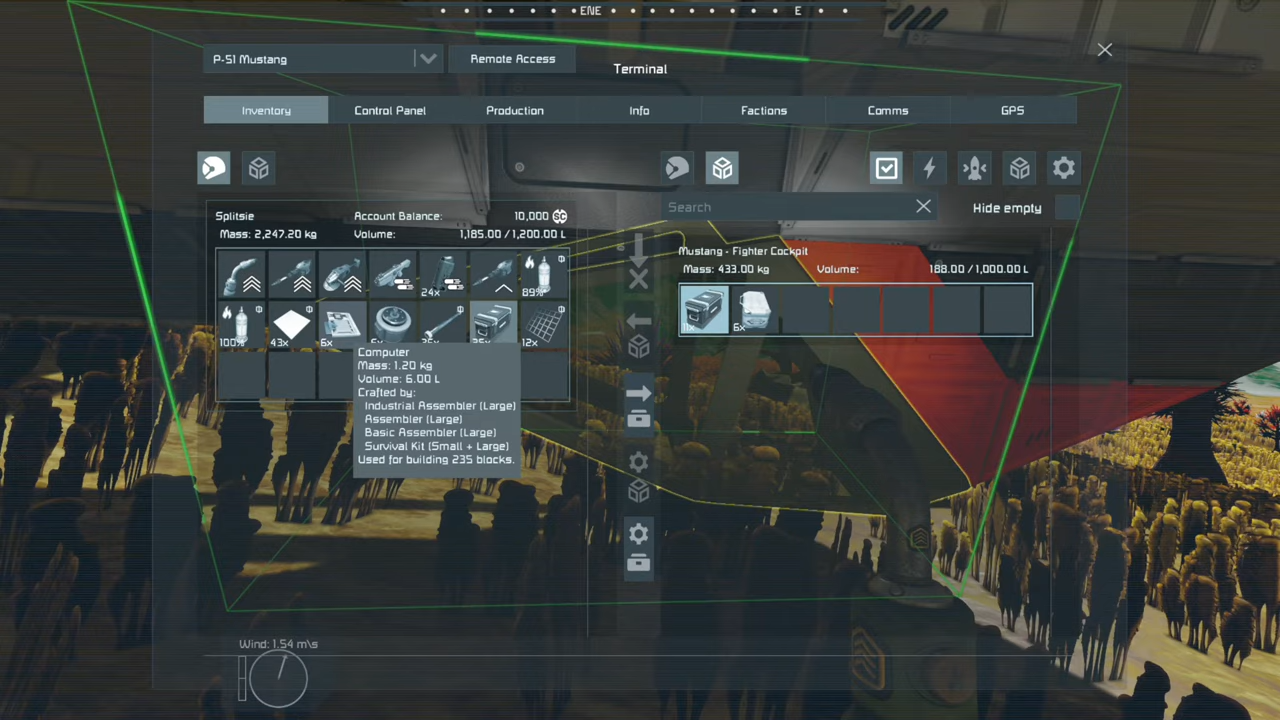 ENE
E
P-51 Mustang
Remote Access
Terminal
Inventory
Control Panel
Production
Info
Factions
Comms
GPS
Search
Hide empty
Splitsie
Account Balance: 10,000 SC
Mass: 2,247.20 kg
Volume: 1,185.00 / 1,200.00 L
24x
89%
100%
43x
6x
12x
Computer
Mass: 1.20 kg
Volume: 6.00 L
Crafted by:
Industrial Assembler (Large)
Assembler (Large)
Basic Assembler (Large)
Survival Kit (Small + Large)
Used for building 235 blocks.
Mustang - Fighter Cockpit
Mass: 433.00 kg
Volume: 188.00 / 1,000.00 L
11x
6x
Wind: 1.54 m\s